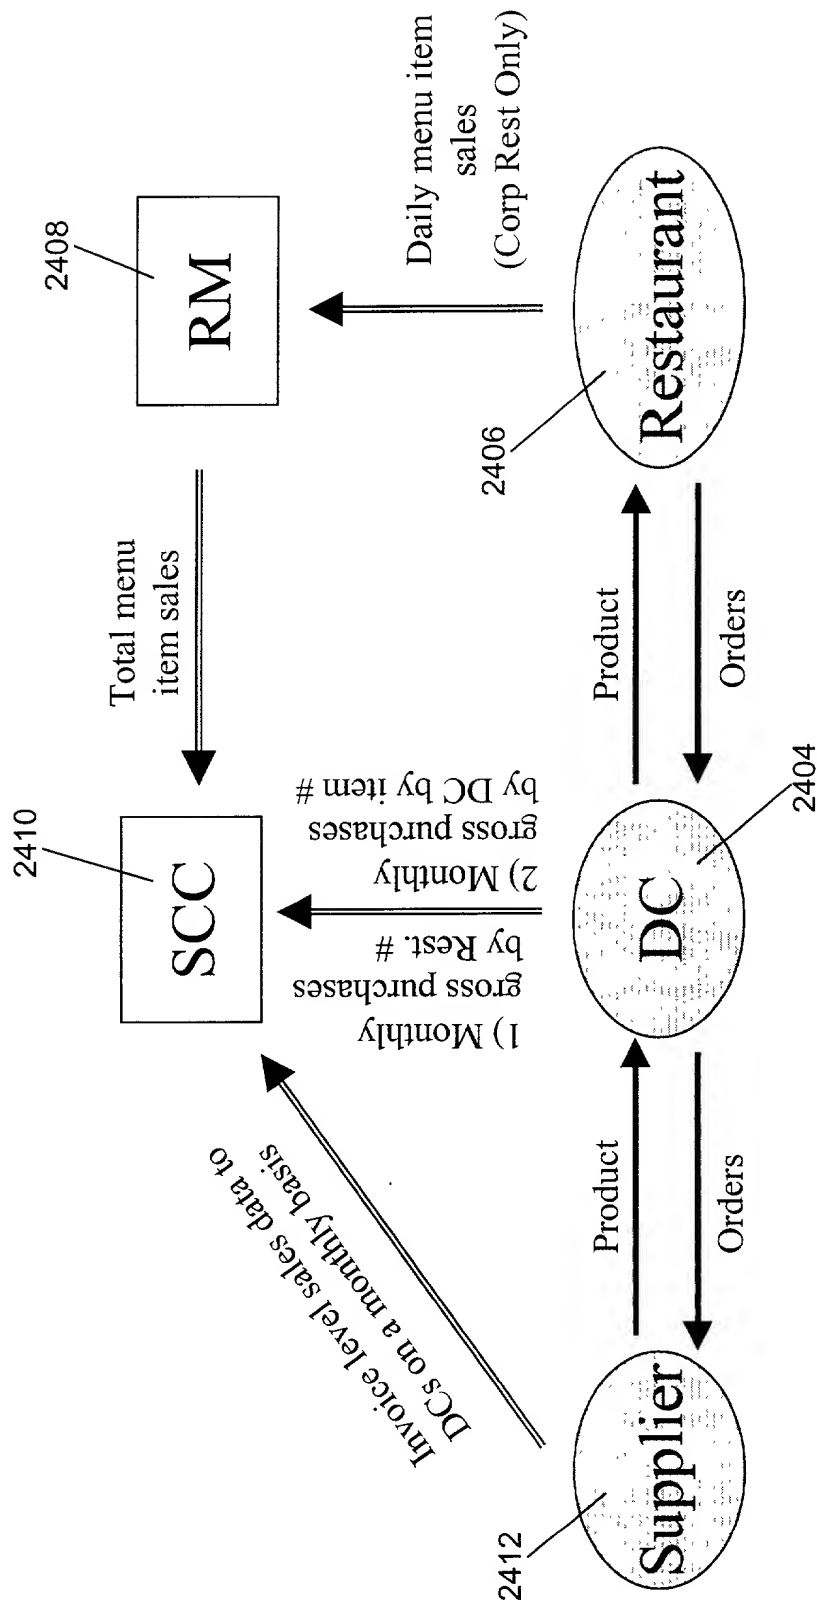 2410
SCC
Total menu
item sales
2408
RM
Invoice level sales data to
DCs on a monthly basis
1) Monthly
gross purchases
by Rest. #
2) Monthly
gross purchases
by DC by item #
Daily menu item
sales
(Corp Rest Only)
2412
Supplier
Product
Orders
DC
2404
Product
Orders
2406
Restaurant